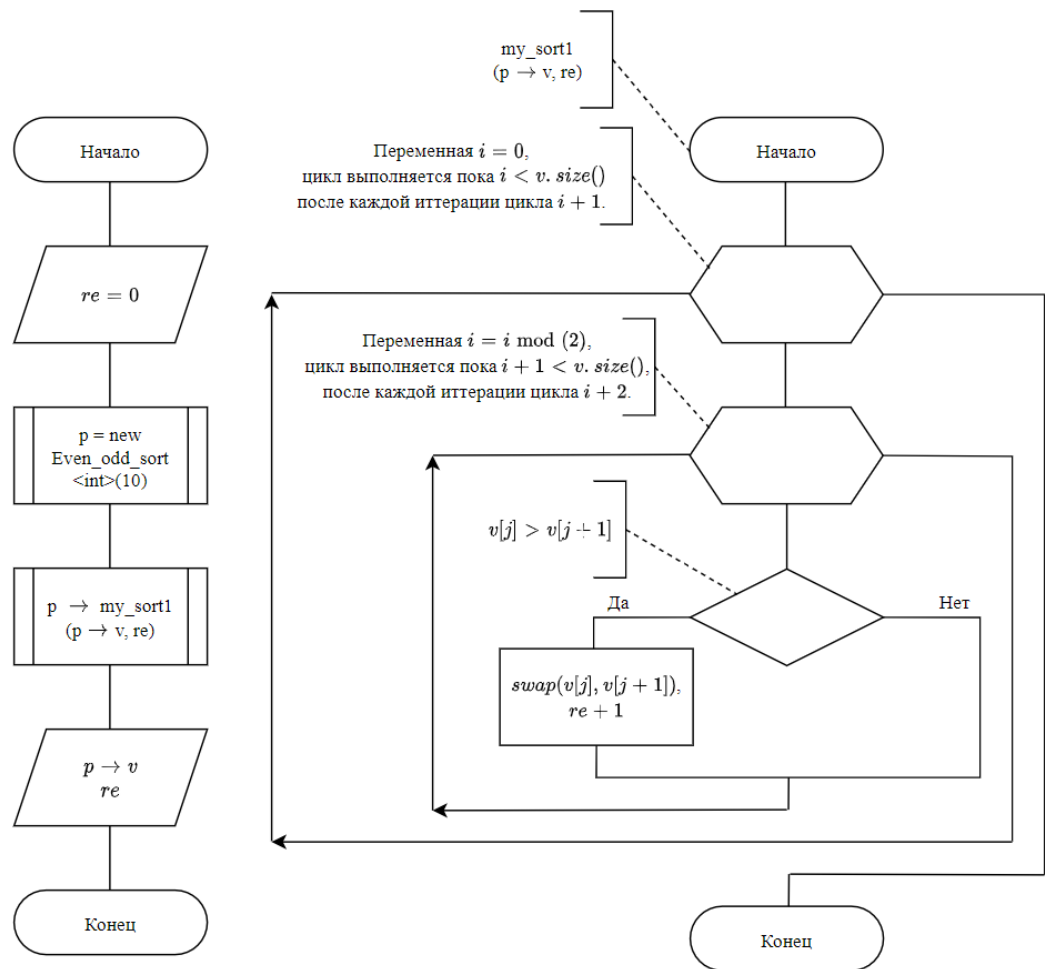 Начало
re = 0
p = new
Even_odd_sort
<int>(10)
p → my_sort1
(p → v, re)
p → v
re
Конец
my_sort1
(p → v, re)
Начало
Переменная i = 0,
цикл выполняется пока i < v. size()
после каждой иттерации цикла i + 1.
Переменная i = i mod (2),
цикл выполняется пока i + 1 < v. size(),
после каждой иттерации цикла i + 2.
v[j] > v[j + 1]
Да
Нет
swap(v[j], v[j + 1]),
re + 1
Конец